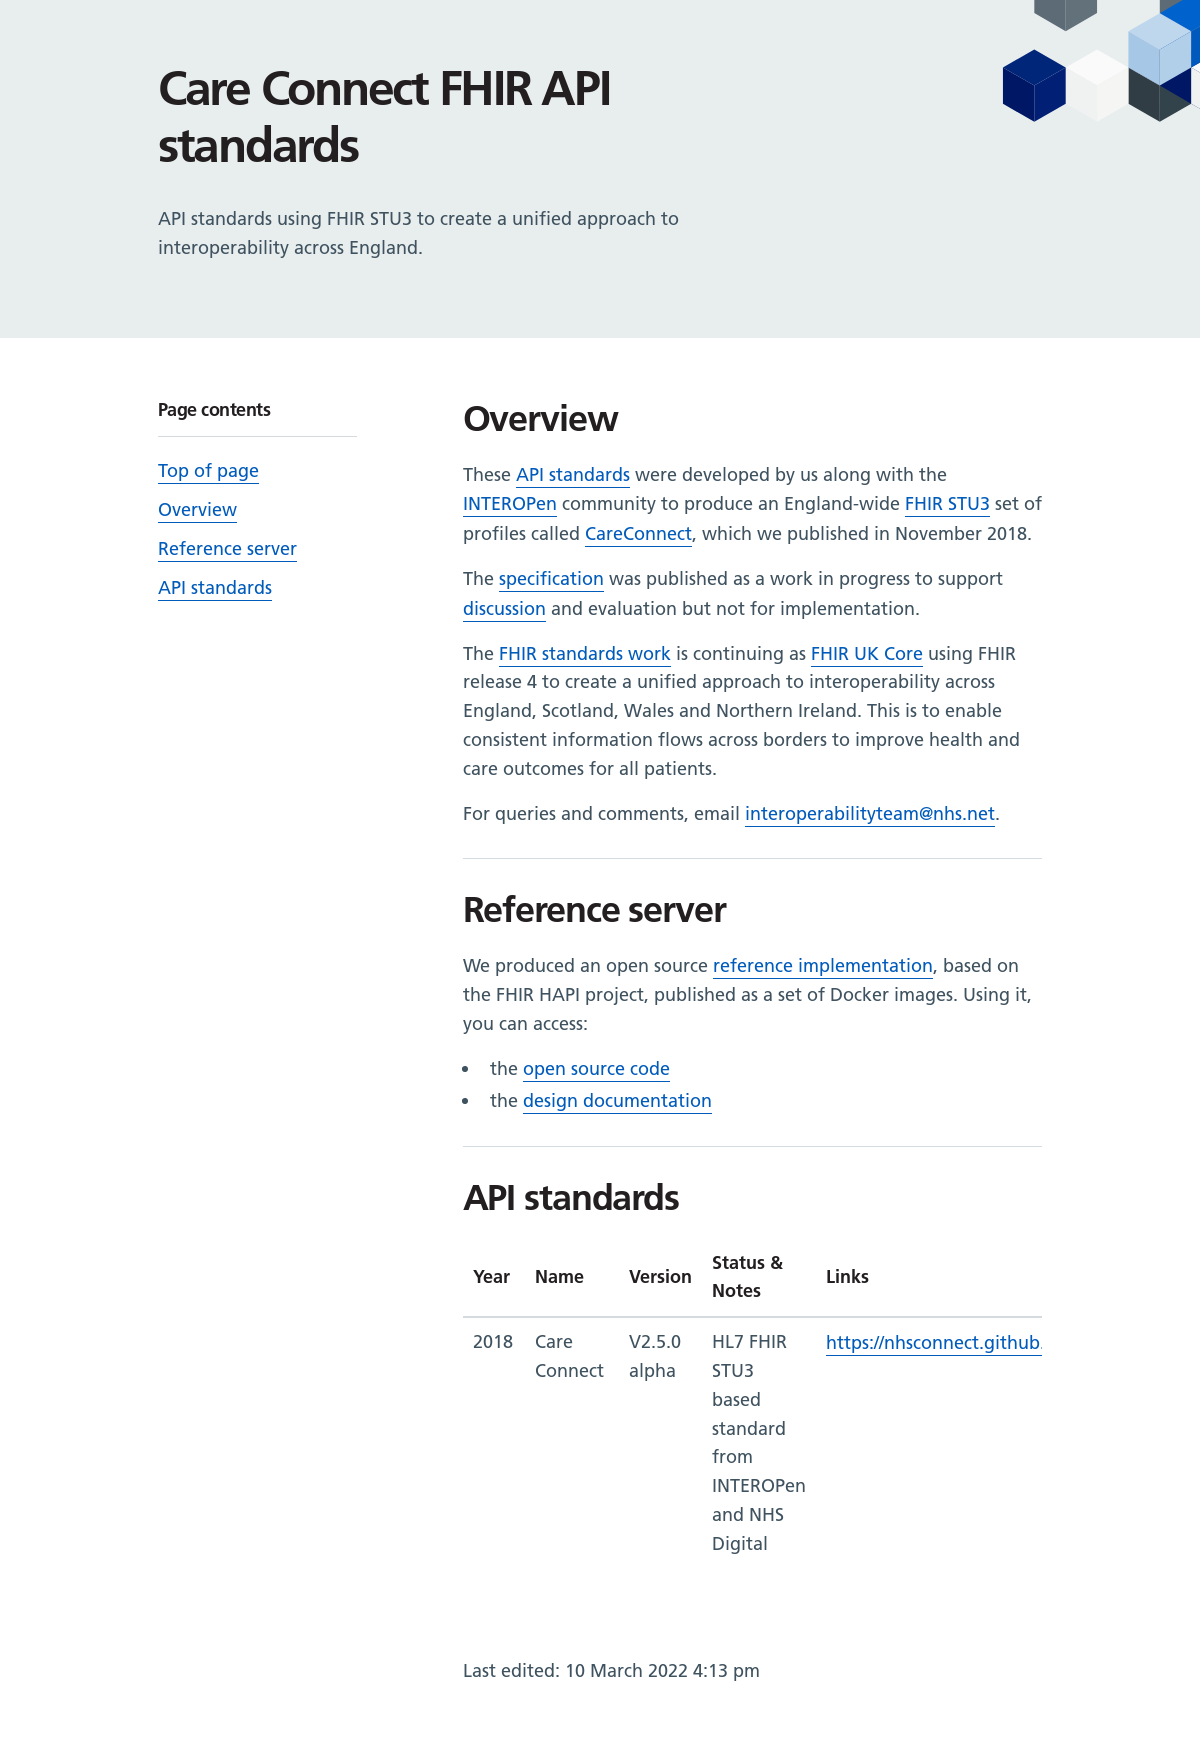 Care Connect FHIR API
standards
API standards using FHIR STU3 to create a unified approach to
interoperability across England.
Page contents
Top of page
Overview
Reference server
API standards
Overview
These API standards were developed by us along with the
INTEROPen community to produce an England-wide FHIR STU3 set of
profiles called CareConnect, which we published in November 2018.
The specification was published as a work in progress to support
discussion and evaluation but not for implementation.
The FHIR standards work is continuing as FHIR UK Core using FHIR
release 4 to create a unified approach to interoperability across
England, Scotland, Wales and Northern Ireland. This is to enable
consistent information flows across borders to improve health and
care outcomes for all patients.
For queries and comments, email interoperabilityteam@nhs.net.
Reference server
We produced an open source reference implementation, based on
the FHIR HAPI project, published as a set of Docker images. Using it,
you can access:
• the open source code
• the design documentation
API standards
Year Name Version Status & Notes Links
2018 Care Connect V2.5.0 alpha HL7 FHIR STU3 based standard from INTEROPen and NHS Digital https://nhsconnect.github.
Last edited: 10 March 2022 4:13 pm